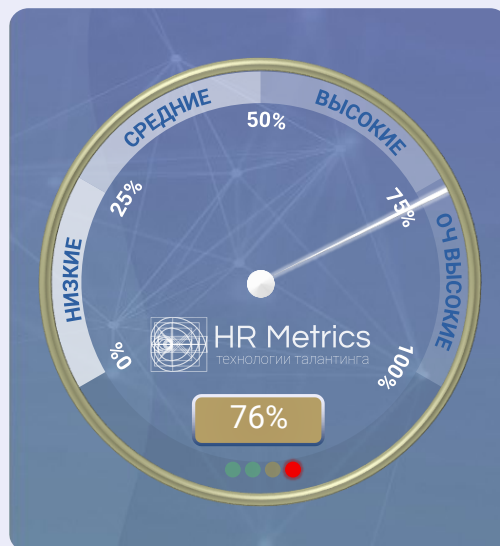 СРЕДНИЕ
ВЫСОКИЕ
50%
25%
75%
НИЗКИЕ
ОЧ ВЫСОКИЕ
0%
100%
HR Metrics
технологии талантинга
76%